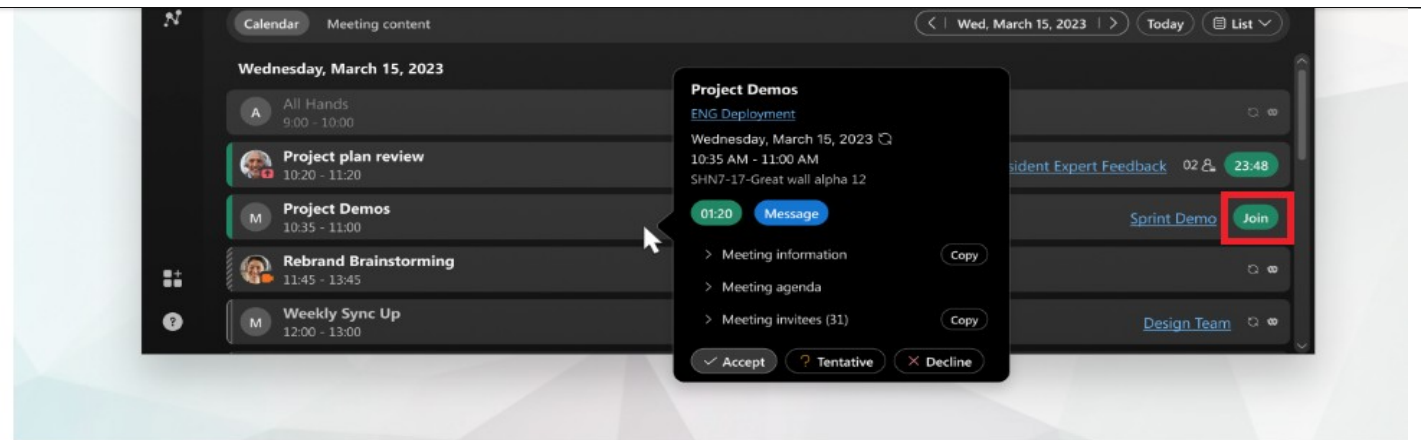 Calendar Meeting content Wed, March 15, 2023 Today List
Wednesday, March 15, 2023
A All Hands
9:00 - 10:00
Project plan review
10:20 - 11:20
sident Expert Feedback 02 23:48
M Project Demos
10:35 - 11:00
Sprint Demo Join
Rebrand Brainstorming
11:45 - 13:45
M Weekly Sync Up
12:00 - 13:00
Design Team
Project Demos
ENG Deployment
Wednesday, March 15, 2023
10:35 AM - 11:00 AM
SHN7-17-Great wall alpha 12
01:20 Message
Meeting information Copy
Meeting agenda
Meeting invitees (31) Copy
Accept ? Tentative Decline
?